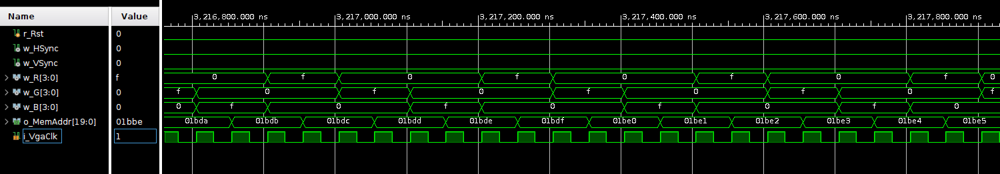 Name Value 3,216,800.000 ns 3,217,000.000 ns 3,217,200.000 ns 3,217,400.000 ns 3,217,600.000 ns 3,217,800.000 ns
r_Rst 0
w_HSync 0
w_VSync 0
w_R[3:0] f 0 f 0 f 0 f 0 f 0
w_G[3:0] 0 f 0 f 0 f 0 f 0 f
w_B[3:0] 0 0 f 0 f 0 f 0 f 0
o_MemAddr[19:0] 01bbe 01bda 01bdb 01bdc 01bdd 01bde 01bdf 01be0 01be1 01be2 01be3 01be4 01be5
i_VgaClk 1